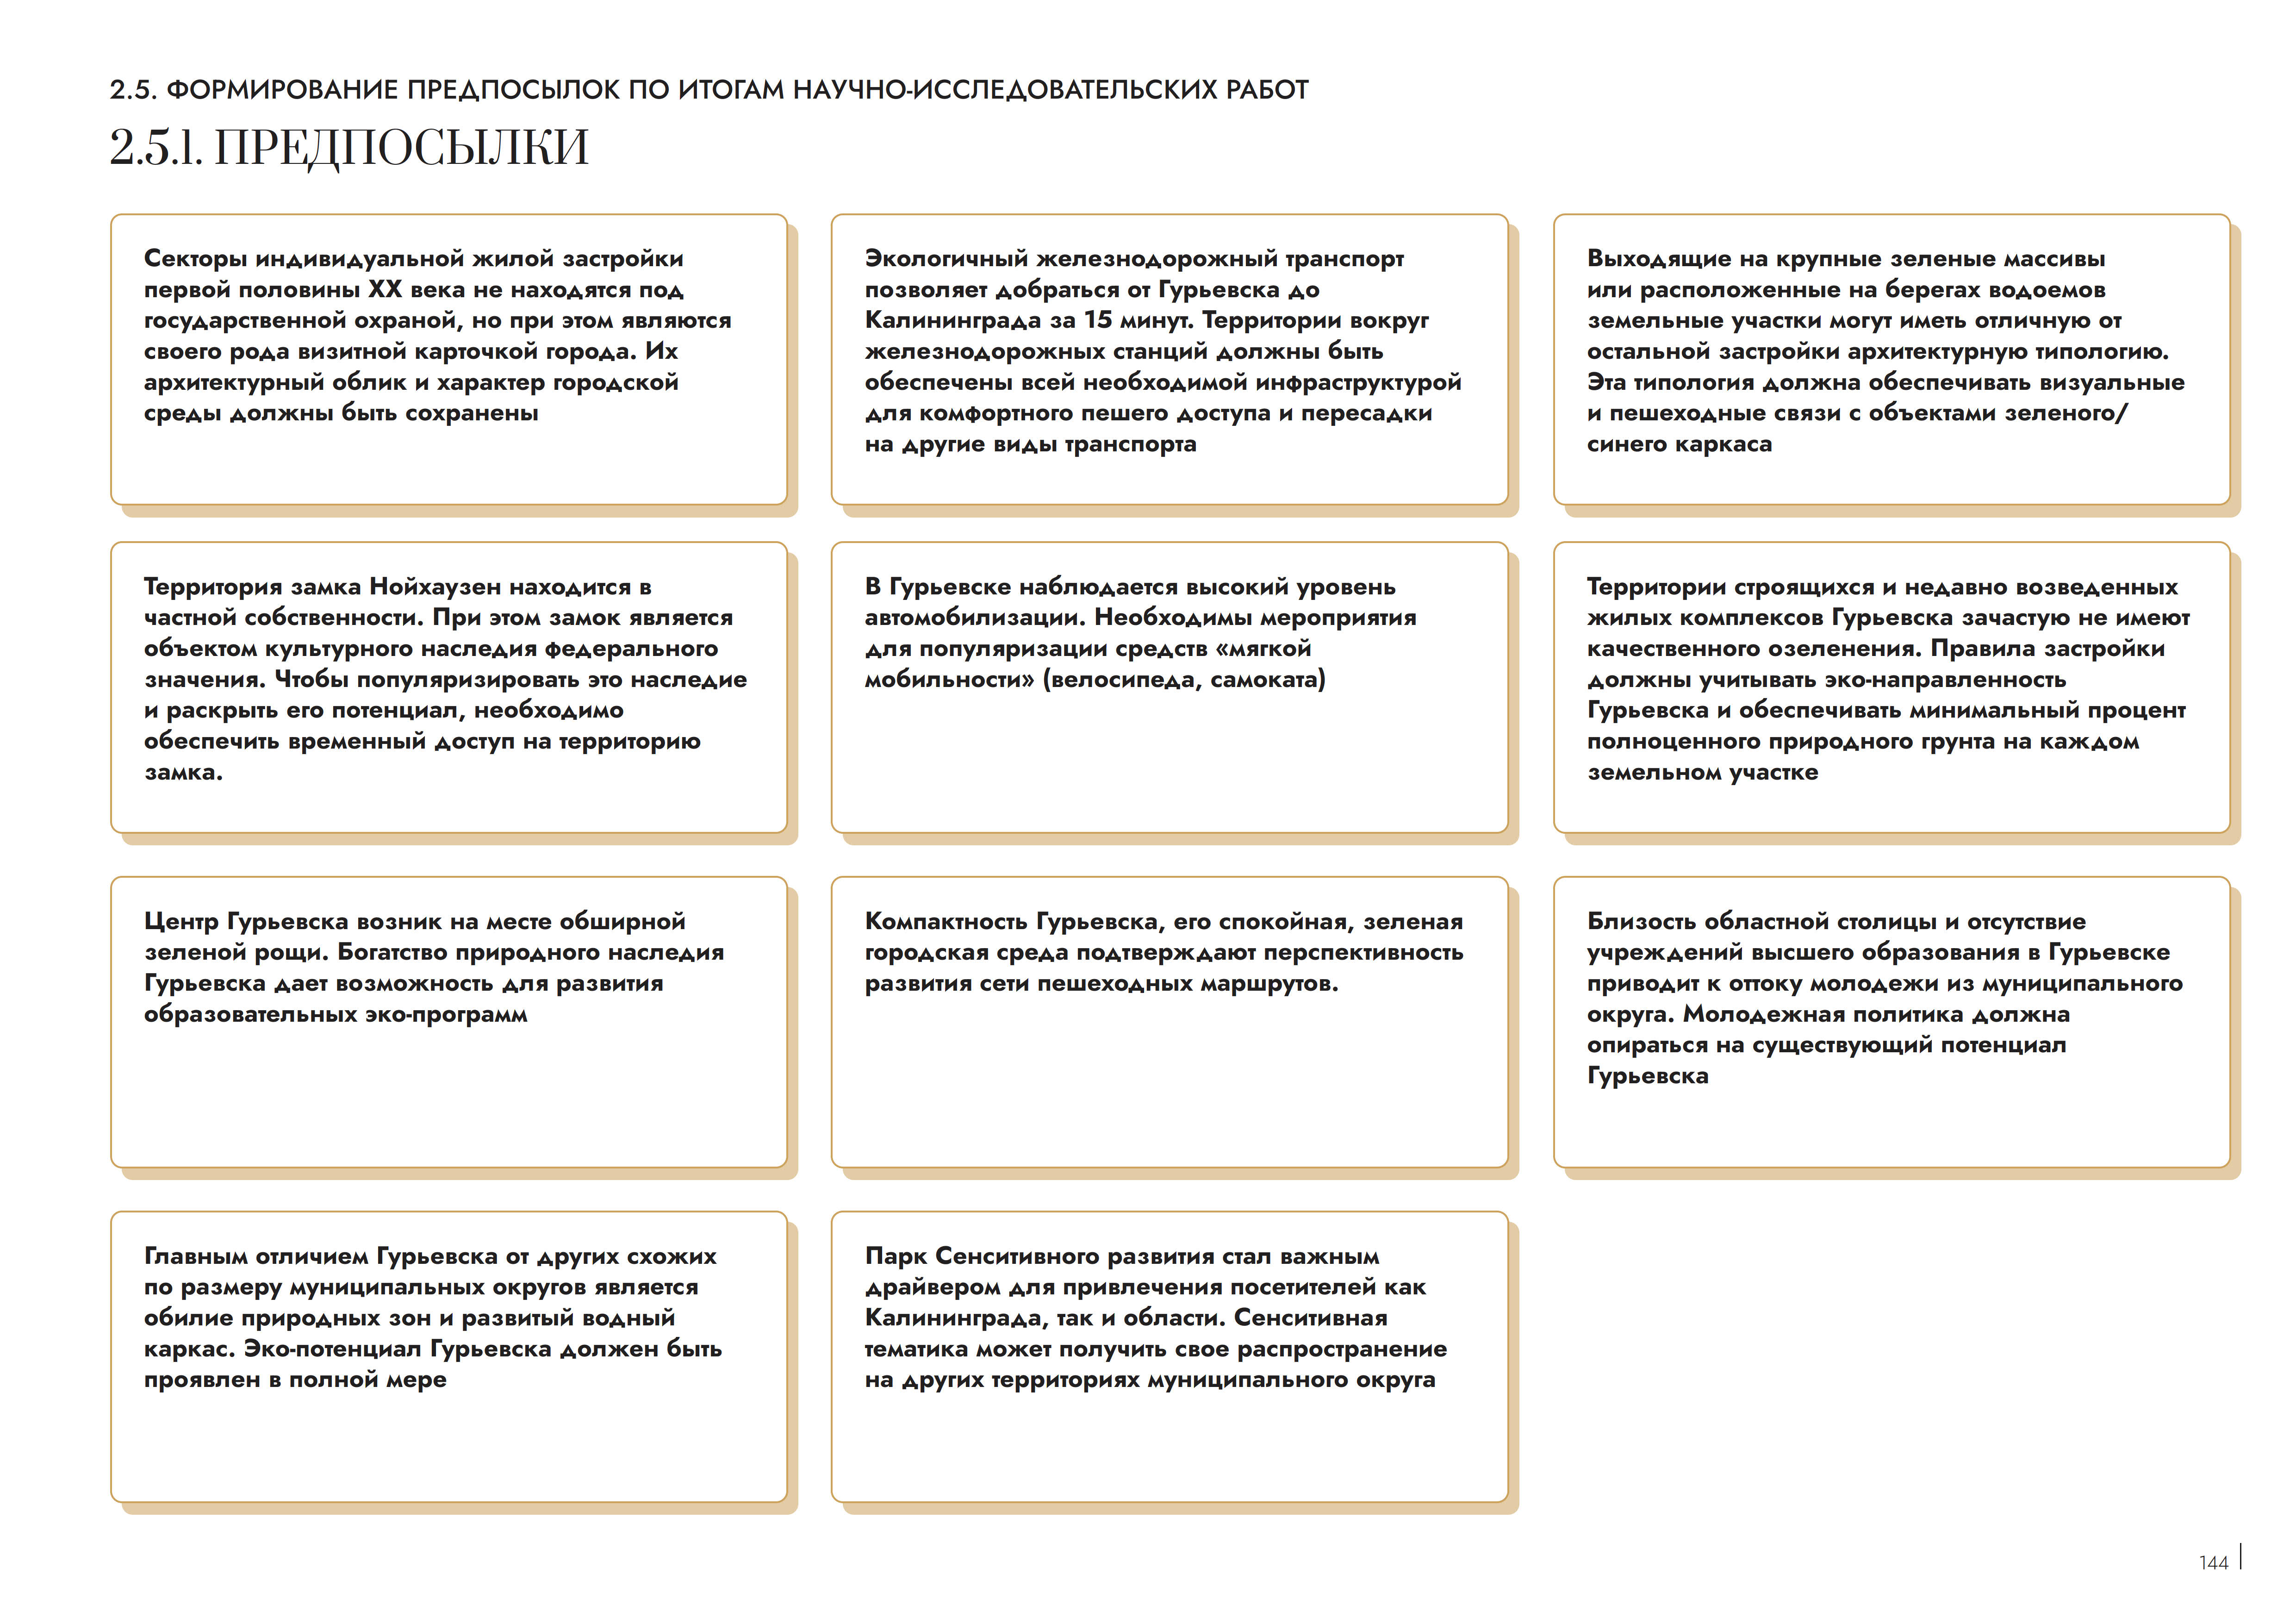 2.5. ФОРМИРОВАНИЕ ПРЕДПОСЫЛОК ПО ИТОГАМ НАУЧНО-ИССЛЕДОВАТЕЛЬСКИХ РАБОТ
2.5.1. ПРЕДПОСЫЛКИ
Секторы индивидуальной жилой застройки
первой половины XX века не находятся под
государственной охраной, но при этом являются
своего рода визитной карточкой города. Их
архитектурный облик и характер городской
среды должны быть сохранены
Экологичный железнодорожный транспорт
позволяет добраться от Гурьевска до
Калининграда за 15 минут. Территории вокруг
железнодорожных станций должны быть
обеспечены всей необходимой инфраструктурой
для комфортного пешего доступа и пересадки
на другие виды транспорта
Выходящие на крупные зеленые массивы
или расположенные на берегах водоемов
земельные участки могут иметь отличную от
остальной застройки архитектурную типологию.
Эта типология должна обеспечивать визуальные
и пешеходные связи с объектами зеленого/
синего каркаса
Территория замка Нойхаузен находится в
частной собственности. При этом замок является
объектом культурного наследия федерального
значения. Чтобы популяризировать это наследие
и раскрыть его потенциал, необходимо
обеспечить временный доступ на территорию
замка.
В Гурьевске наблюдается высокий уровень
автомобилизации. Необходимы мероприятия
для популяризации средств «мягкой
мобильности» (велосипеда, самоката)
Территории строящихся и недавно возведенных
жилых комплексов Гурьевска зачастую не имеют
качественного озеленения. Правила застройки
должны учитывать эко-направленность
Гурьевска и обеспечивать минимальный процент
полноценного природного грунта на каждом
земельном участке
Центр Гурьевска возник на месте обширной
зеленой рощи. Богатство природного наследия
Гурьевска дает возможность для развития
образовательных эко-программ
Компактность Гурьевска, его спокойная, зеленая
городская среда подтверждают перспективность
развития сети пешеходных маршрутов.
Близость областной столицы и отсутствие
учреждений высшего образования в Гурьевске
приводит к оттоку молодежи из муниципального
округа. Молодежная политика должна
опираться на существующий потенциал
Гурьевска
Главным отличием Гурьевска от других схожих
по размеру муниципальных округов является
обилие природных зон и развитый водный
каркас. Эко-потенциал Гурьевска должен быть
проявлен в полной мере
Парк Сенситивного развития стал важным
драйвером для привлечения посетителей как
Калининграда, так и области. Сенситивная
тематика может получить свое распространение
на других территориях муниципального округа
144